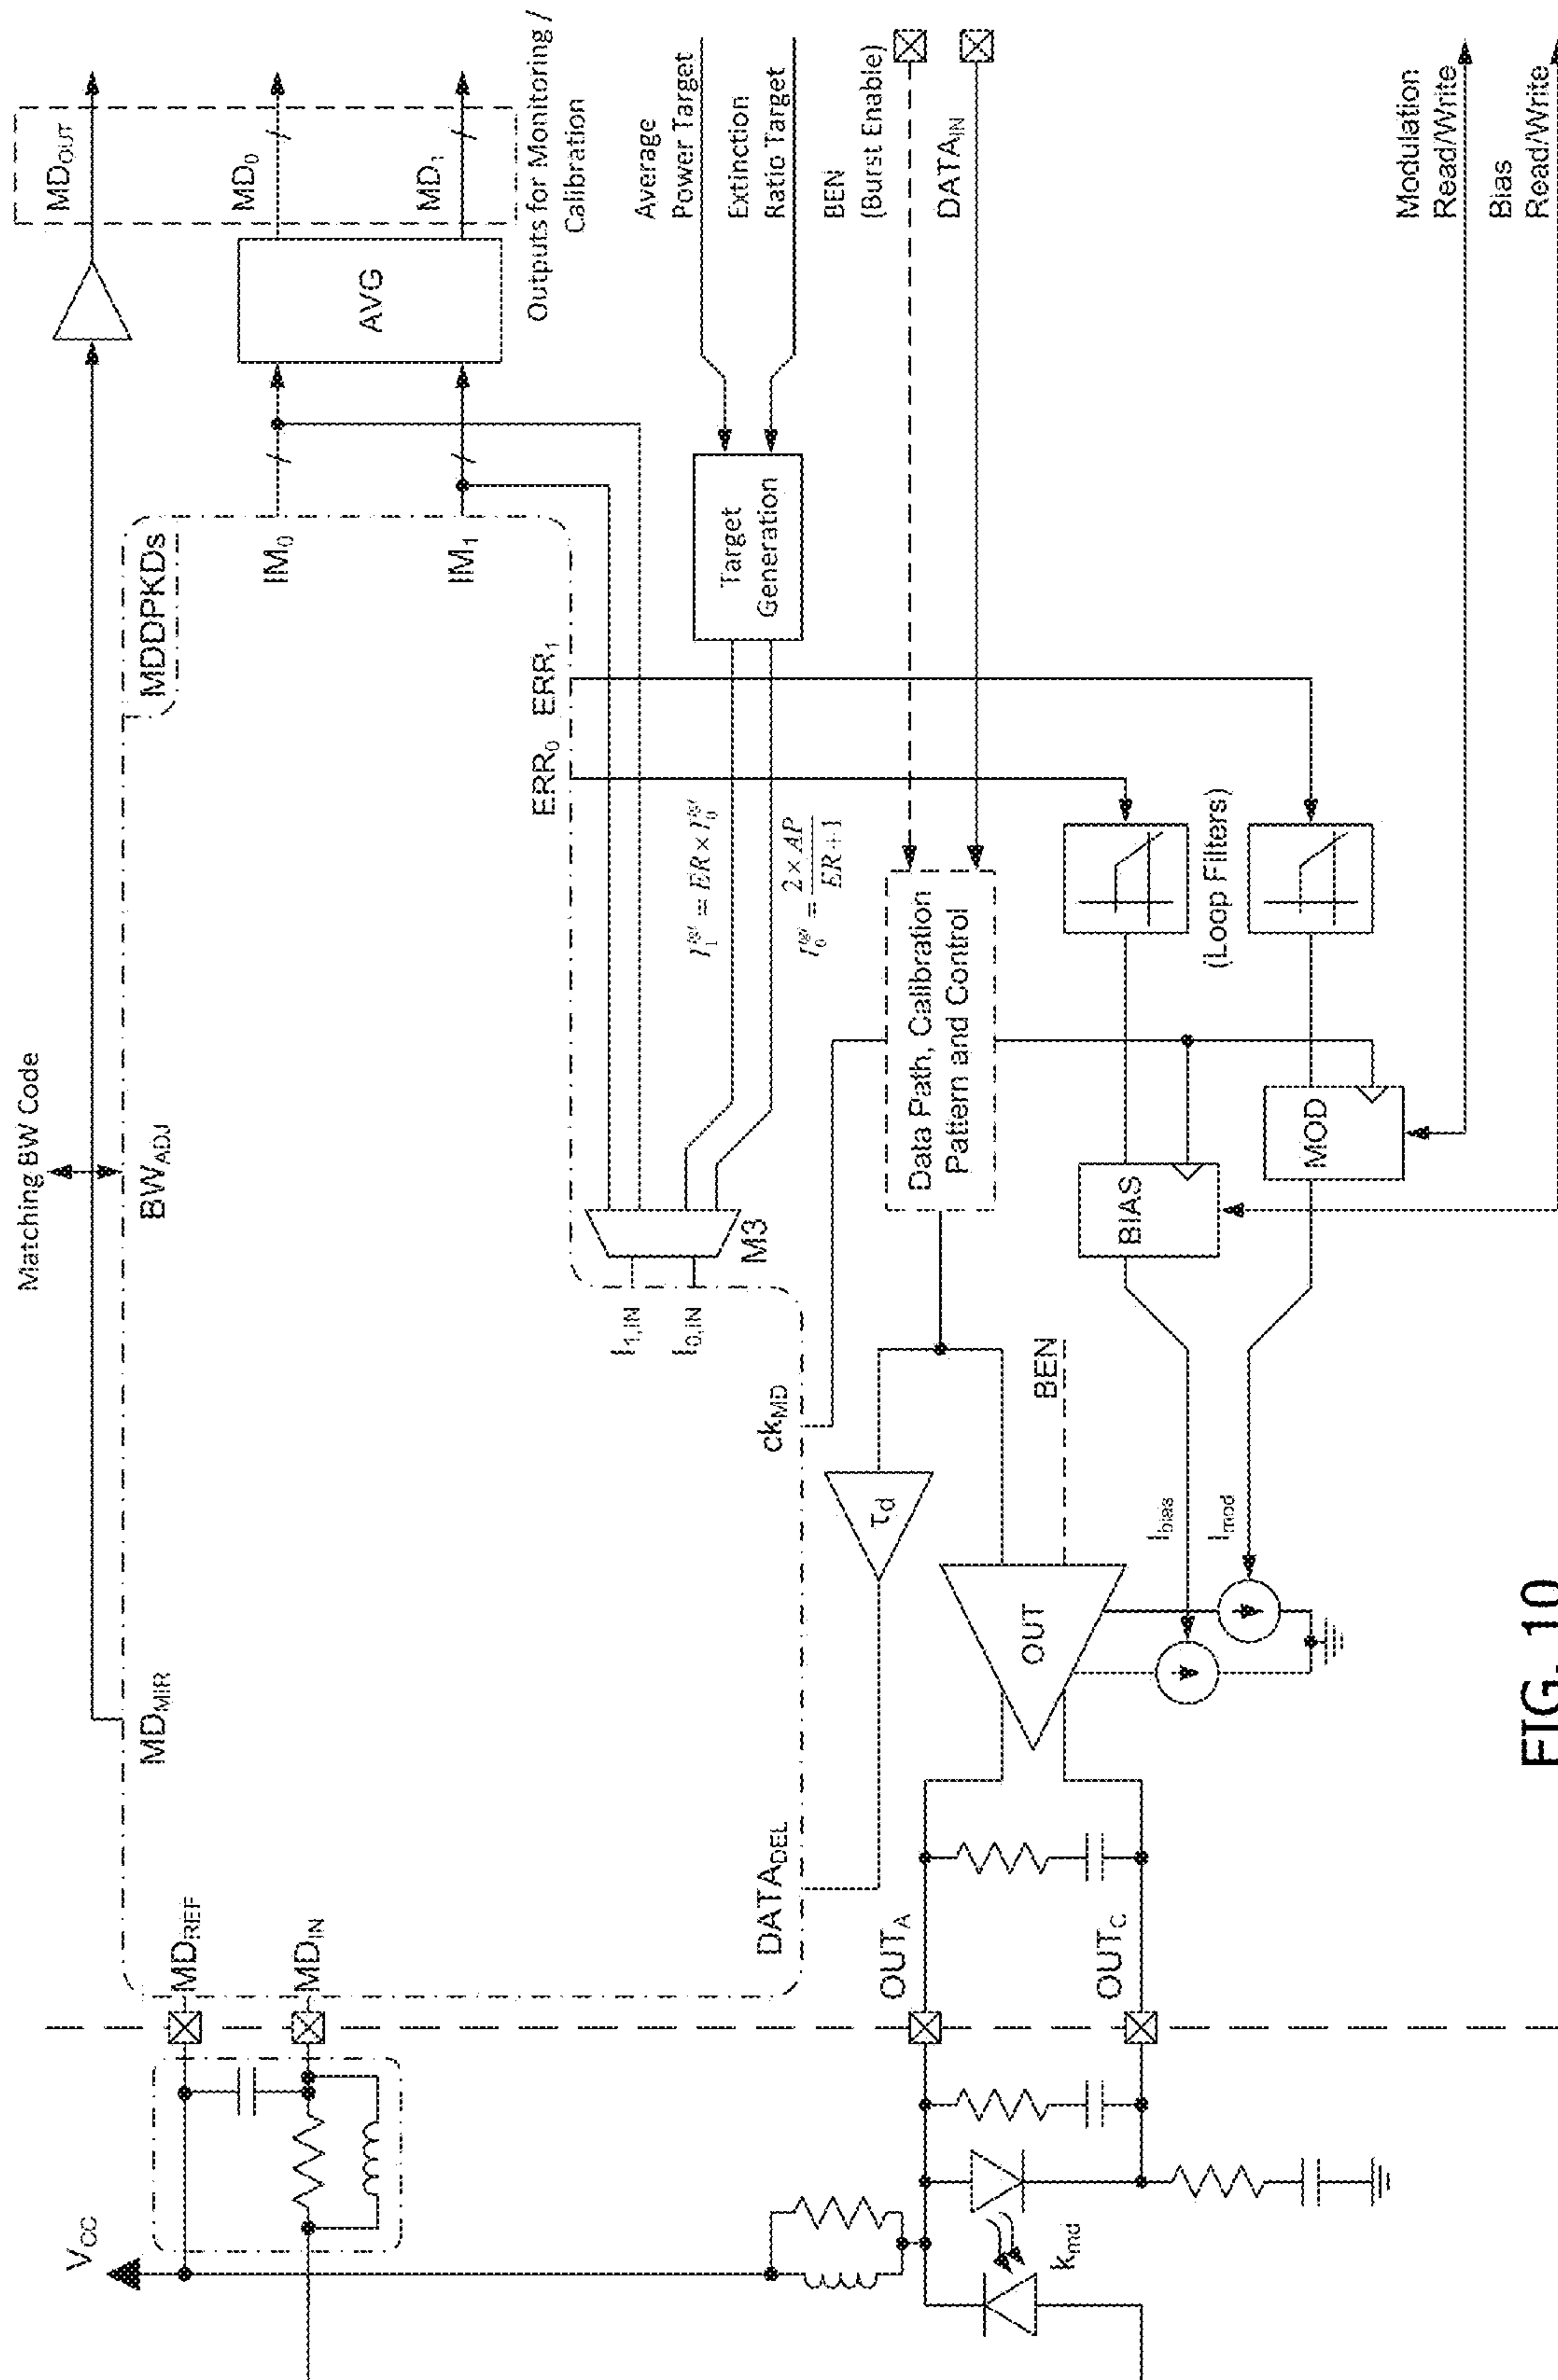 V_CC
MD_REF
MD_IN
MD_MIR
Matching BW Code
BW_ADJ
MDDPKDs
MD_OUT
MD_0
MD_1
IM_0
IM_1
AVG
Outputs for Monitoring /
Calibration
ERR_0 ERR_1
Average
Power Target
Extinction
Ratio Target
Target
Generation
I_1^tgt = ER × I_0^tgt
I_0^tgt = 2 × AP / ER + 1
I_1,IN
I_0,IN
M3
ck_MD
DATA_DEL
τ_d
BEN
(Burst Enable)
DATA_IN
Data Path, Calibration
Pattern and Control
BEN
OUT
OUT_A
OUT_C
k_md
(Loop Filters)
BIAS
MOD
I_bias
I_mod
Modulation
Read/Write
Bias
Read/Write
FIG. 10